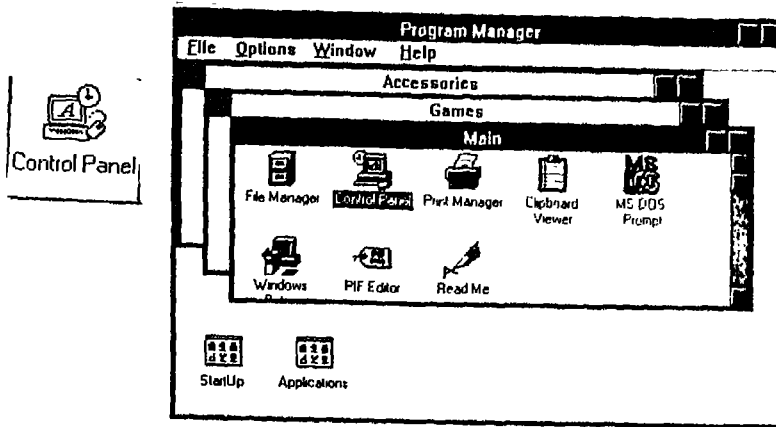 Control Panel
Program Manager
File Options Window Help
Accessories
Games
Main
File Manager
Control Panel
Print Manager
Clipboard
Viewer
MS DOS
Prompt
Windows
PIF Editor
Read Me
StartUp
Applications